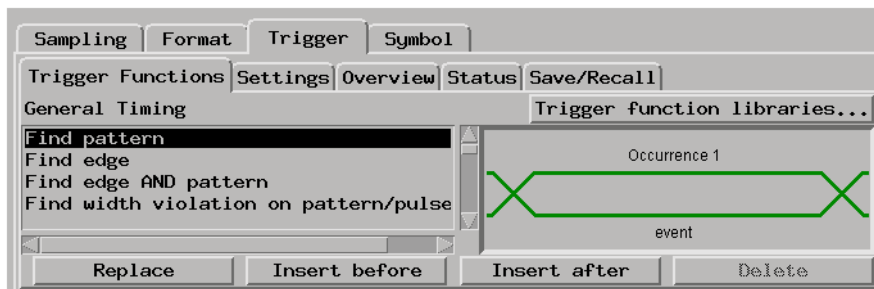 Sampling Format Trigger Symbol
Trigger Functions Settings Overview Status Save/Recall
General Timing Trigger function libraries...
Find pattern
Find edge
Find edge AND pattern
Find width violation on pattern/pulse
Occurrence 1
event
Replace Insert before Insert after Delete